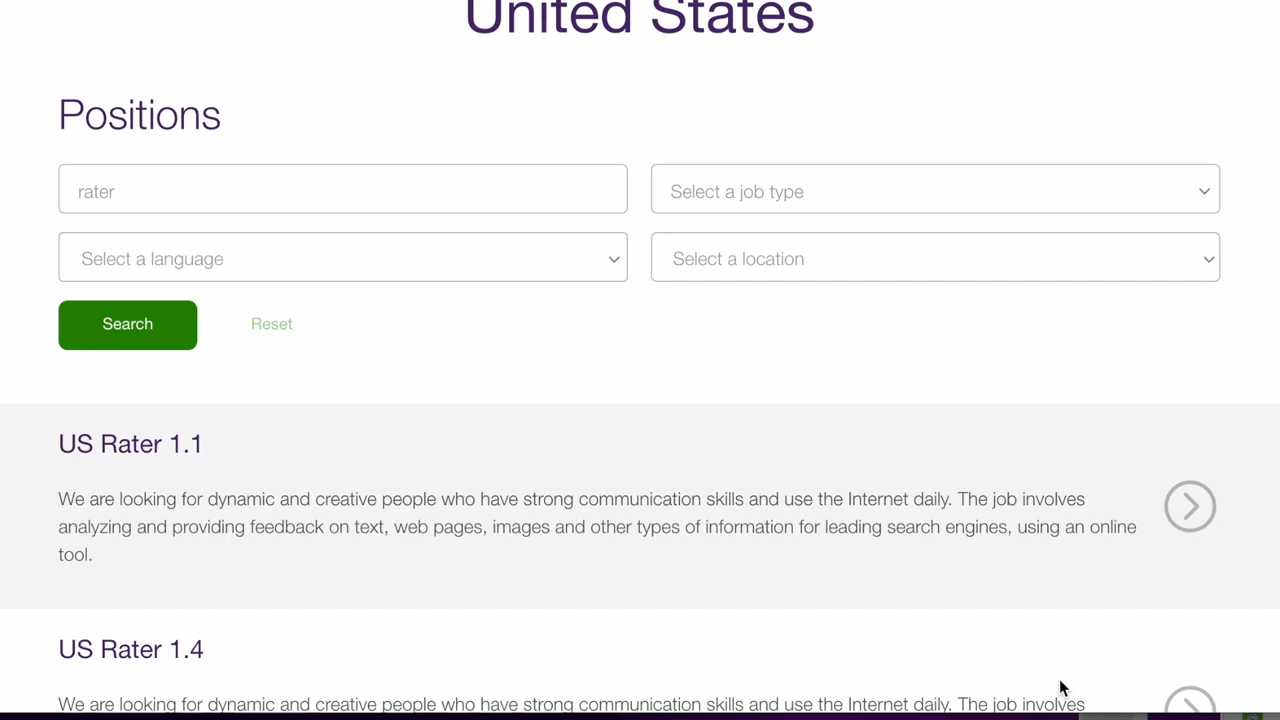 United States
Positions
rater
Select a job type
Select a language
Select a location
Search
Reset
US Rater 1.1
We are looking for dynamic and creative people who have strong communication skills and use the Internet daily. The job involves
analyzing and providing feedback on text, web pages, images and other types of information for leading search engines, using an online
tool.
US Rater 1.4
We are looking for dynamic and creative people who have strong communication skills and use the Internet daily. The job involves